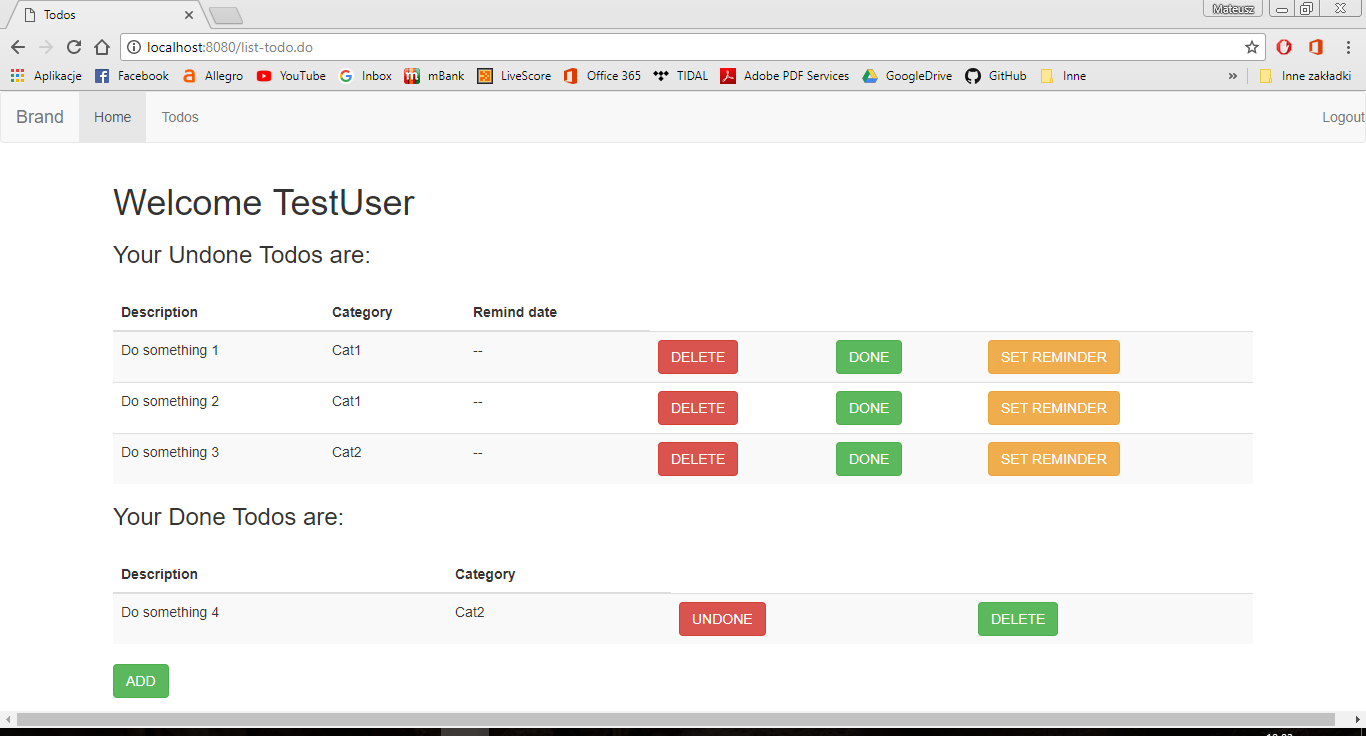 Todos
Mateusz
localhost:8080/list-todo.do
Aplikacje Facebook Allegro YouTube Inbox mBank LiveScore Office 365 TIDAL Adobe PDF Services GoogleDrive GitHub Inne » Inne zakładki
Brand Home Todos Logout
Welcome TestUser
Your Undone Todos are:
Description Category Remind date
Do something 1 Cat1 -- DELETE DONE SET REMINDER
Do something 2 Cat1 -- DELETE DONE SET REMINDER
Do something 3 Cat2 -- DELETE DONE SET REMINDER
Your Done Todos are:
Description Category
Do something 4 Cat2 UNDONE DELETE
ADD